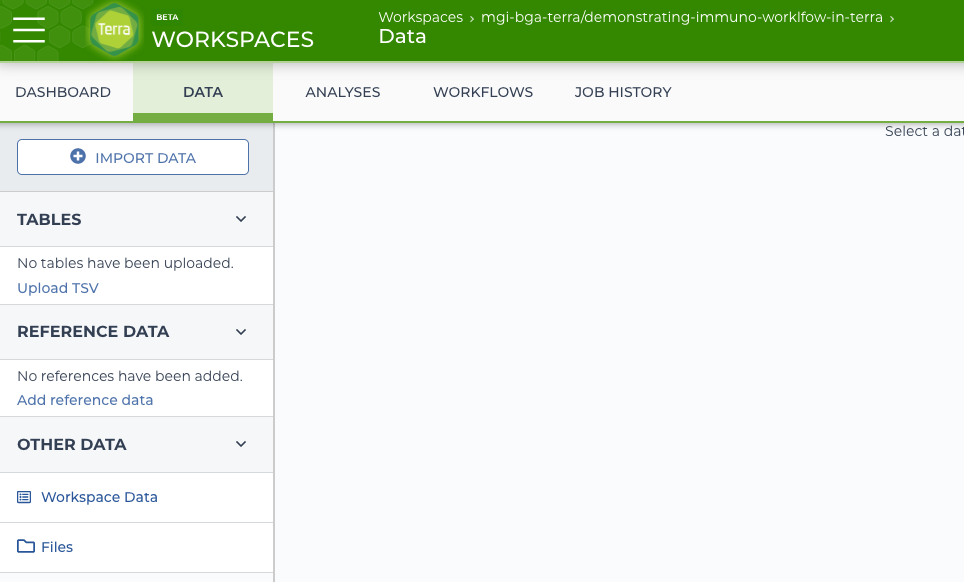 Terra
BETA
WORKSPACES
Workspaces › mgi-bga-terra/demonstrating-immuno-worklfow-in-terra ›
Data
DASHBOARD DATA ANALYSES WORKFLOWS JOB HISTORY
IMPORT DATA
Select a dat
TABLES
No tables have been uploaded.
Upload TSV
REFERENCE DATA
No references have been added.
Add reference data
OTHER DATA
Workspace Data
Files